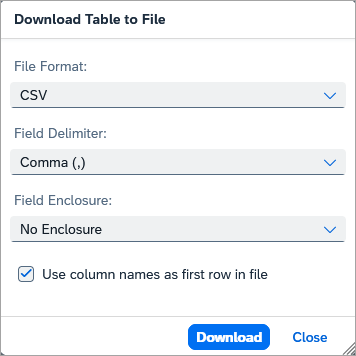 Download Table to File
File Format:
CSV
Field Delimiter:
Comma (,)
Field Enclosure:
No Enclosure
Use column names as first row in file
Download Close